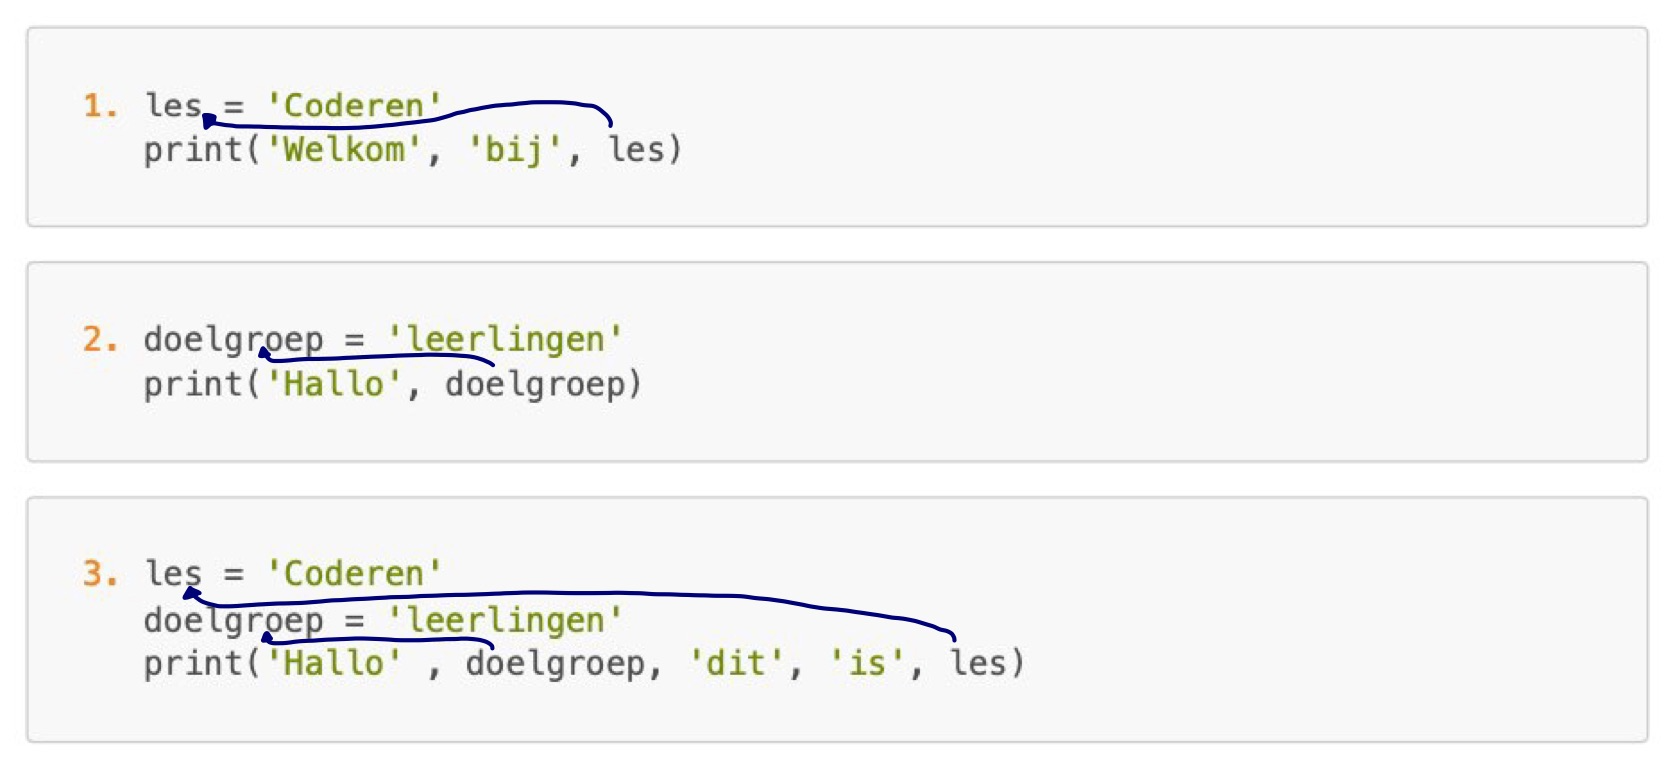 1. les = 'Coderen'
print('Welkom', 'bij', les)
2. doelgroep = 'leerlingen'
print('Hallo', doelgroep)
3. les = 'Coderen'
doelgroep = 'leerlingen'
print('Hallo' , doelgroep, 'dit', 'is', les)